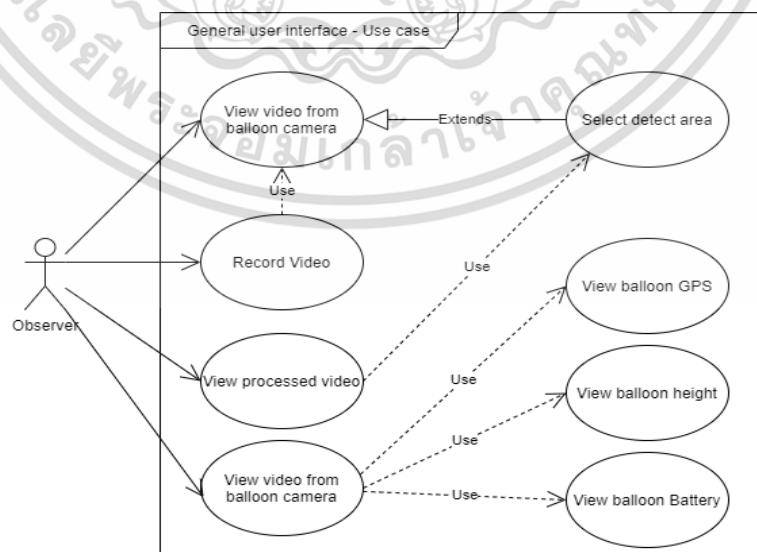 General user interface - Use case
View video from
balloon camera
Extends
Select detect area
Use
Record Video
Use
View balloon GPS
Observer
View processed video
Use
View balloon height
Use
View video from
balloon camera
Use
View balloon Battery